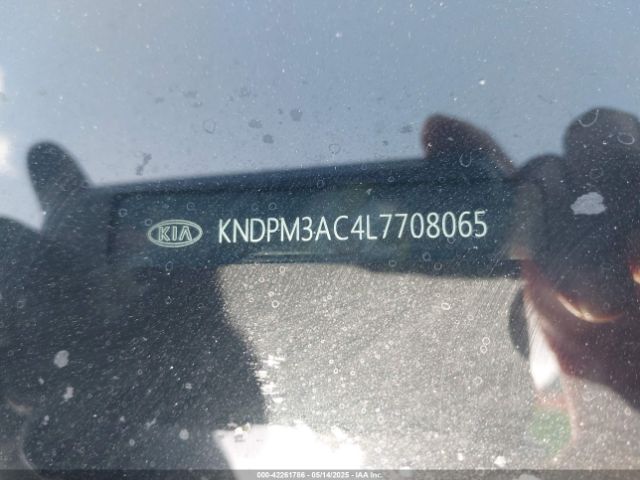 KIA KNDPM3AC4L7708065
000-42261786 - 05/14/2025 - IAA Inc.